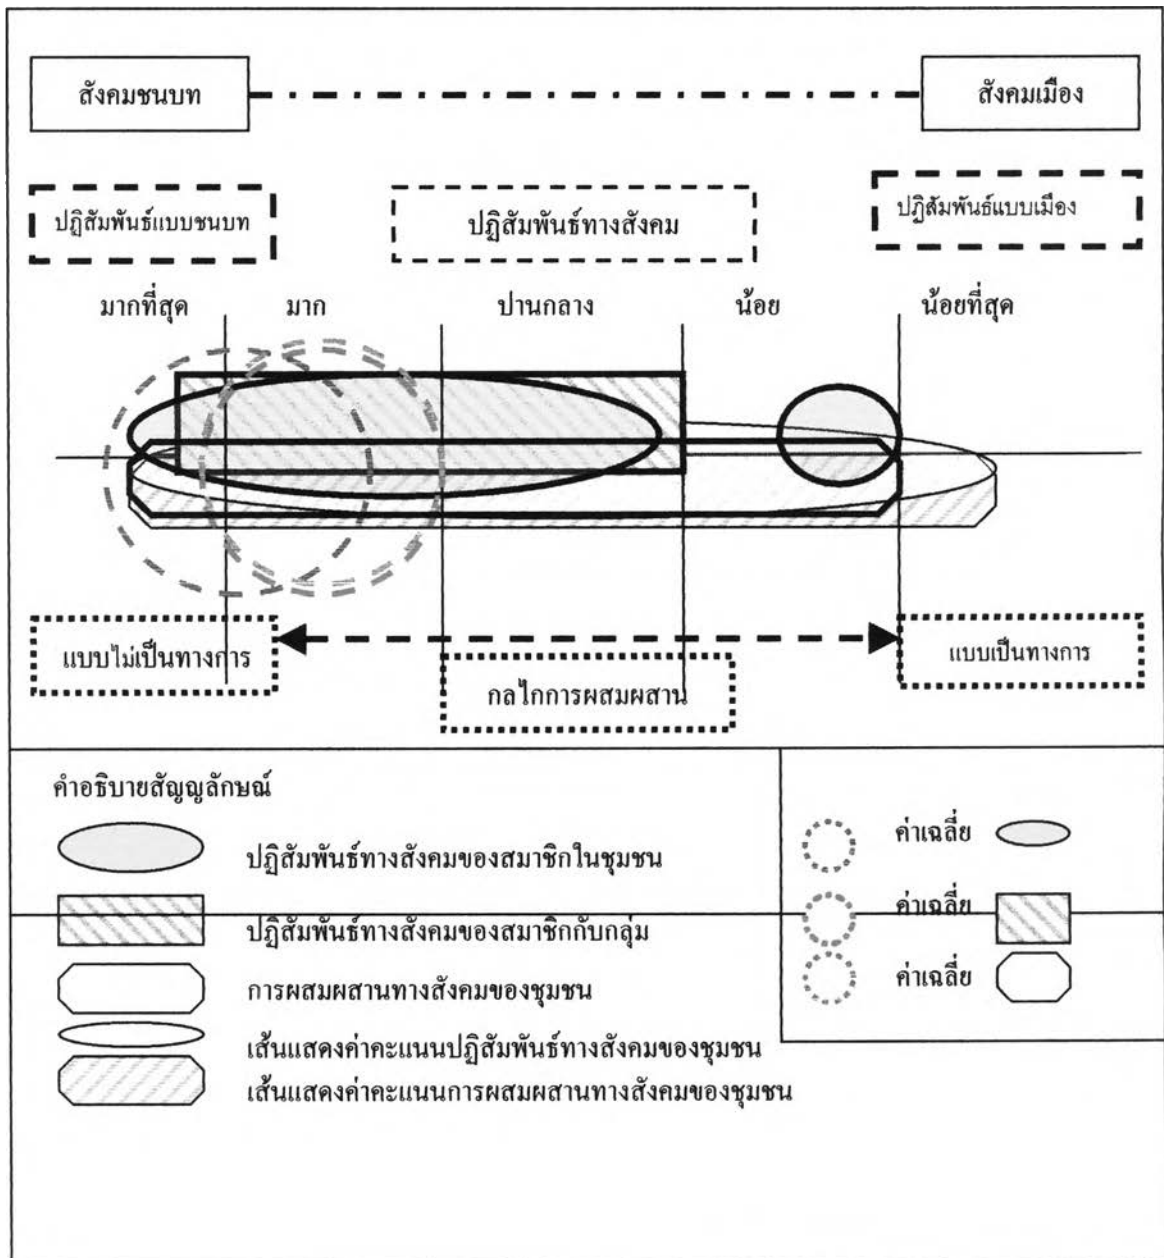 สังคมชนบท สังคมเมือง
ปฏิสัมพันธ์แบบชนบท ปฏิสัมพันธ์ทางสังคม ปฏิสัมพันธ์แบบเมือง
มากที่สุด มาก ปานกลาง น้อย น้อยที่สุด
แบบไม่เป็นทางการ แบบเป็นทางการ
กลไกการผสมผสาน
คำอธิบายสัญญลักษณ์
ปฏิสัมพันธ์ทางสังคมของสมาชิกในชุมชน
ปฏิสัมพันธ์ทางสังคมของสมาชิกกับกลุ่ม
การผสมผสานทางสังคมของชุมชน
เส้นแสดงค่าคะแนนปฏิสัมพันธ์ทางสังคมของชุมชน
เส้นแสดงค่าคะแนนการผสมผสานทางสังคมของชุมชน
ค่าเฉลี่ย
ค่าเฉลี่ย
ค่าเฉลี่ย